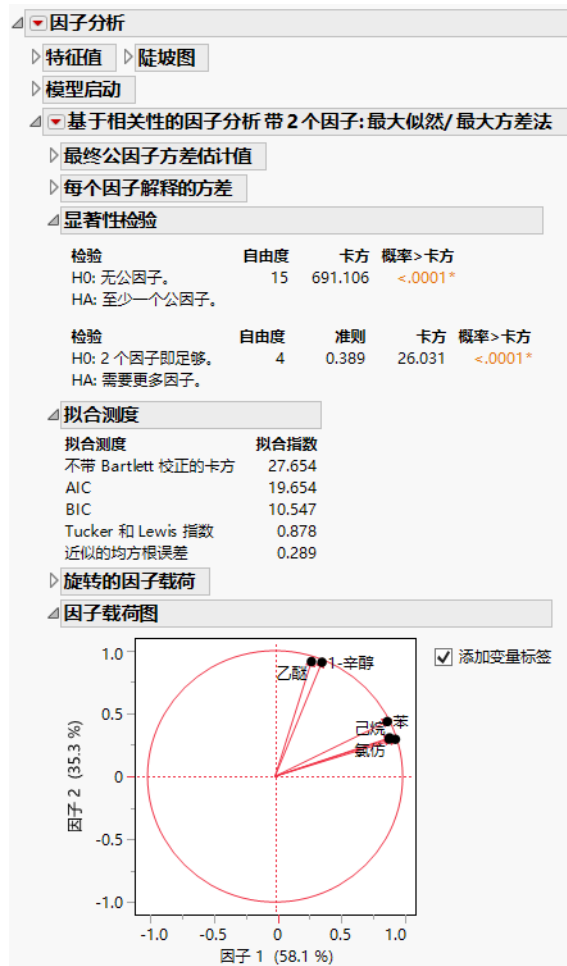 因子分析
特征值 陡坡图
模型启动
基于相关性的因子分析 带 2 个因子: 最大似然/ 最大方差法
最终公因子方差估计值
每个因子解释的方差
显著性检验
检验 自由度 卡方 概率>卡方
H0: 无公因子。 15 691.106 <.0001*
HA: 至少一个公因子。
检验 自由度 准则 卡方 概率>卡方
H0: 2 个因子即足够。 4 0.389 26.031 <.0001*
HA: 需要更多因子。
拟合测度
拟合测度 拟合指数
不带 Bartlett 校正的卡方 27.654
AIC 19.654
BIC 10.547
Tucker 和 Lewis 指数 0.878
近似的均方根误差 0.289
旋转的因子载荷
因子载荷图
添加变量标签
1.0
乙醚 1-辛醇
0.5
己烷 苯
氯仿
0
-0.5
-1.0
因子 2 (35.3 %)
-1.0 -0.5 0 0.5 1.0
因子 1 (58.1 %)